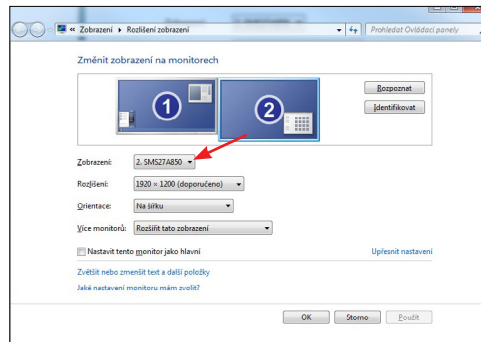 « Zobrazení ▸ Rozlišení zobrazení
Prohledat Ovládací panely
Změnit zobrazení na monitorech
1
2
Rozpoznat
Identifikovat
Zobrazení: 2. SMS27A850
Rozlišení: 1920 × 1200 (doporučeno)
Orientace: Na šířku
Více monitorů: Rozšířit tato zobrazení
Nastavit tento monitor jako hlavní
Upřesnit nastavení
Zvětšit nebo zmenšit text a další položky
Jaké nastavení monitoru mám zvolit?
OK Storno Použít